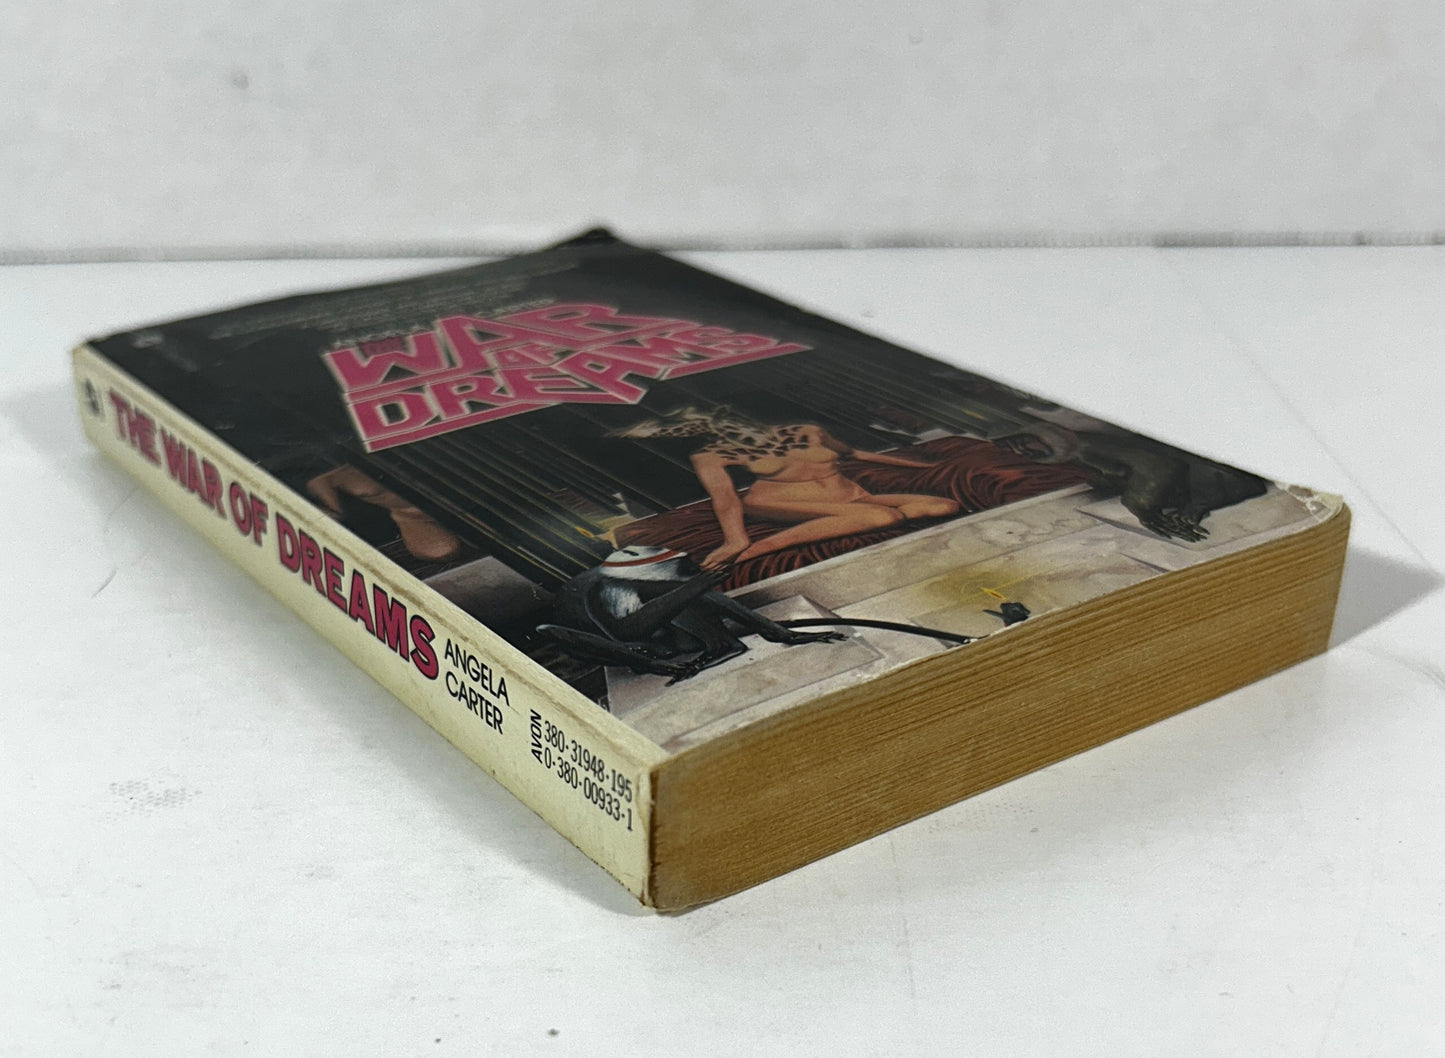 THE
WAR
OF
DREAMS
THE WAR OF DREAMS
ANGELA
CARTER
AVON
380·31948·195
0·380·00933·1